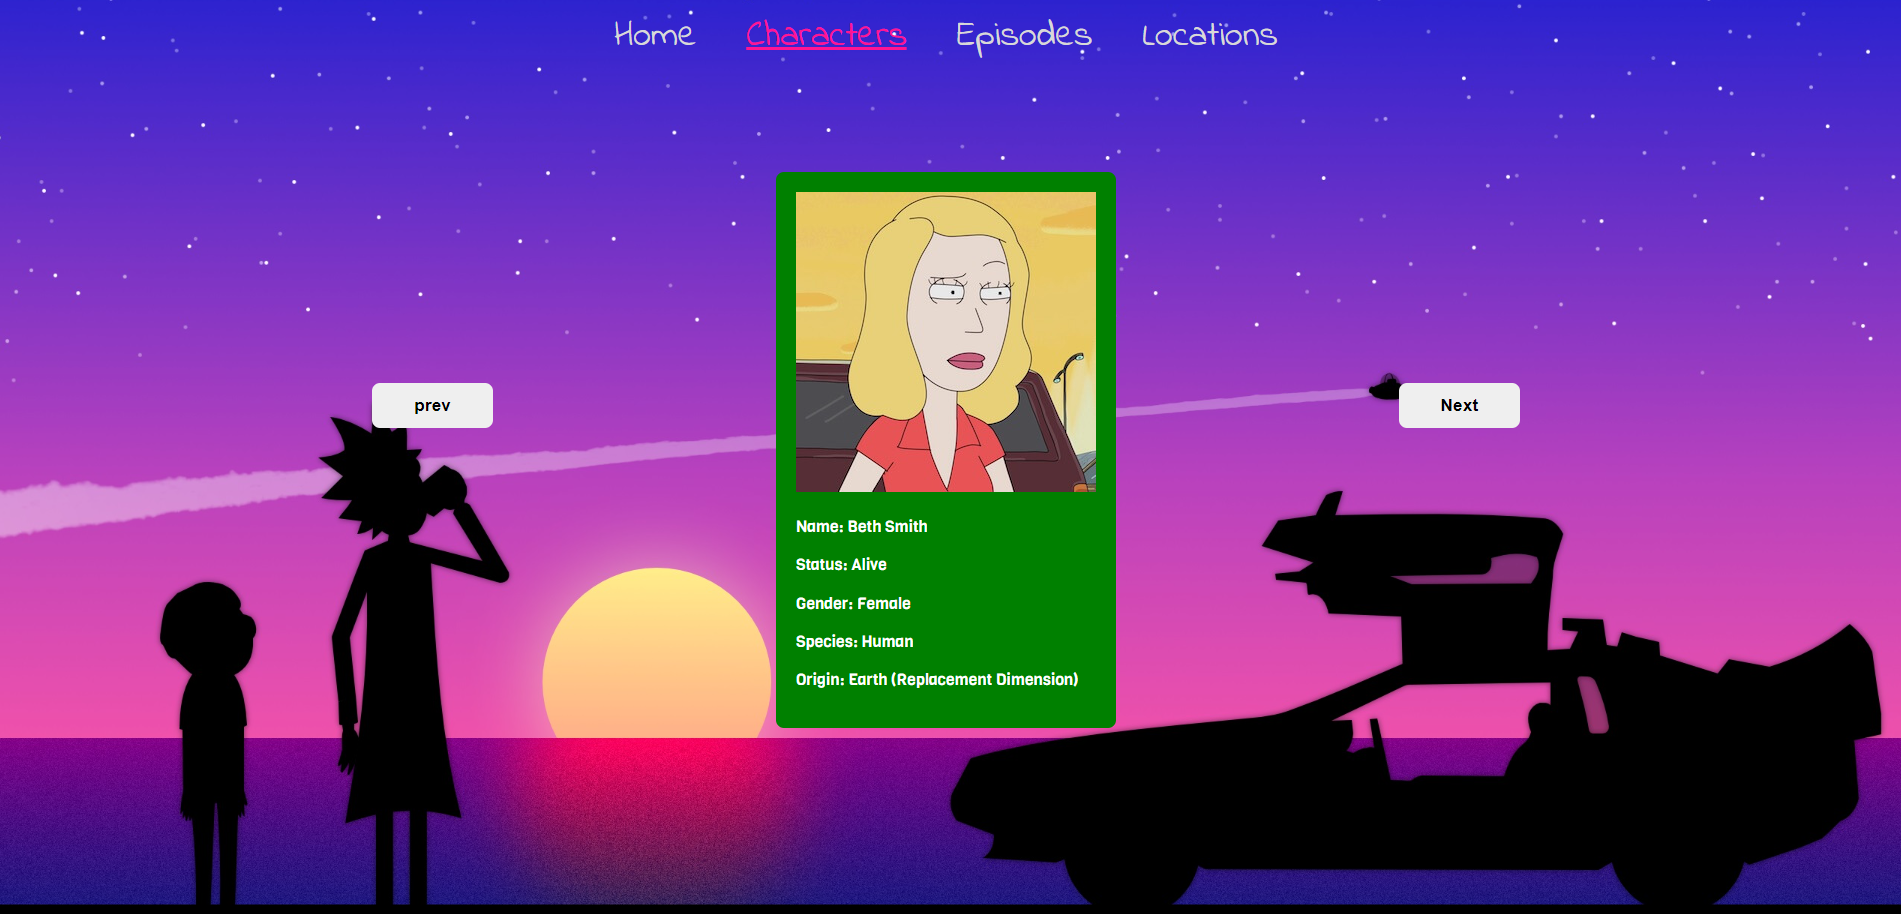 Home Characters Episodes Locations
prev
Next
Name: Beth Smith
Status: Alive
Gender: Female
Species: Human
Origin: Earth (Replacement Dimension)